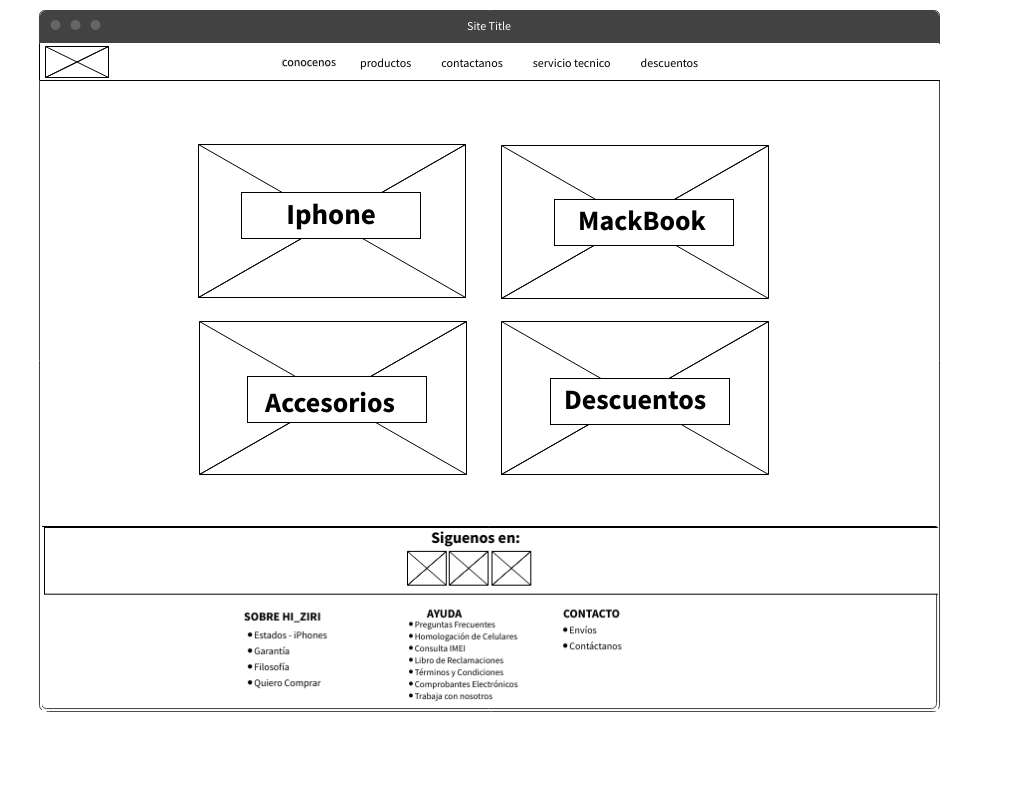 Site Title
conocenos productos contactanos servicio tecnico descuentos
Iphone
MackBook
Accesorios
Descuentos
Siguenos en:
SOBRE HI_ZIRI
• Estados - iPhones
• Garantía
• Filosofía
• Quiero Comprar
AYUDA
• Preguntas Frecuentes
• Homologación de Celulares
• Consulta IMEI
• Libro de Reclamaciones
• Términos y Condiciones
• Comprobantes Electrónicos
• Trabaja con nosotros
CONTACTO
• Envíos
• Contáctanos